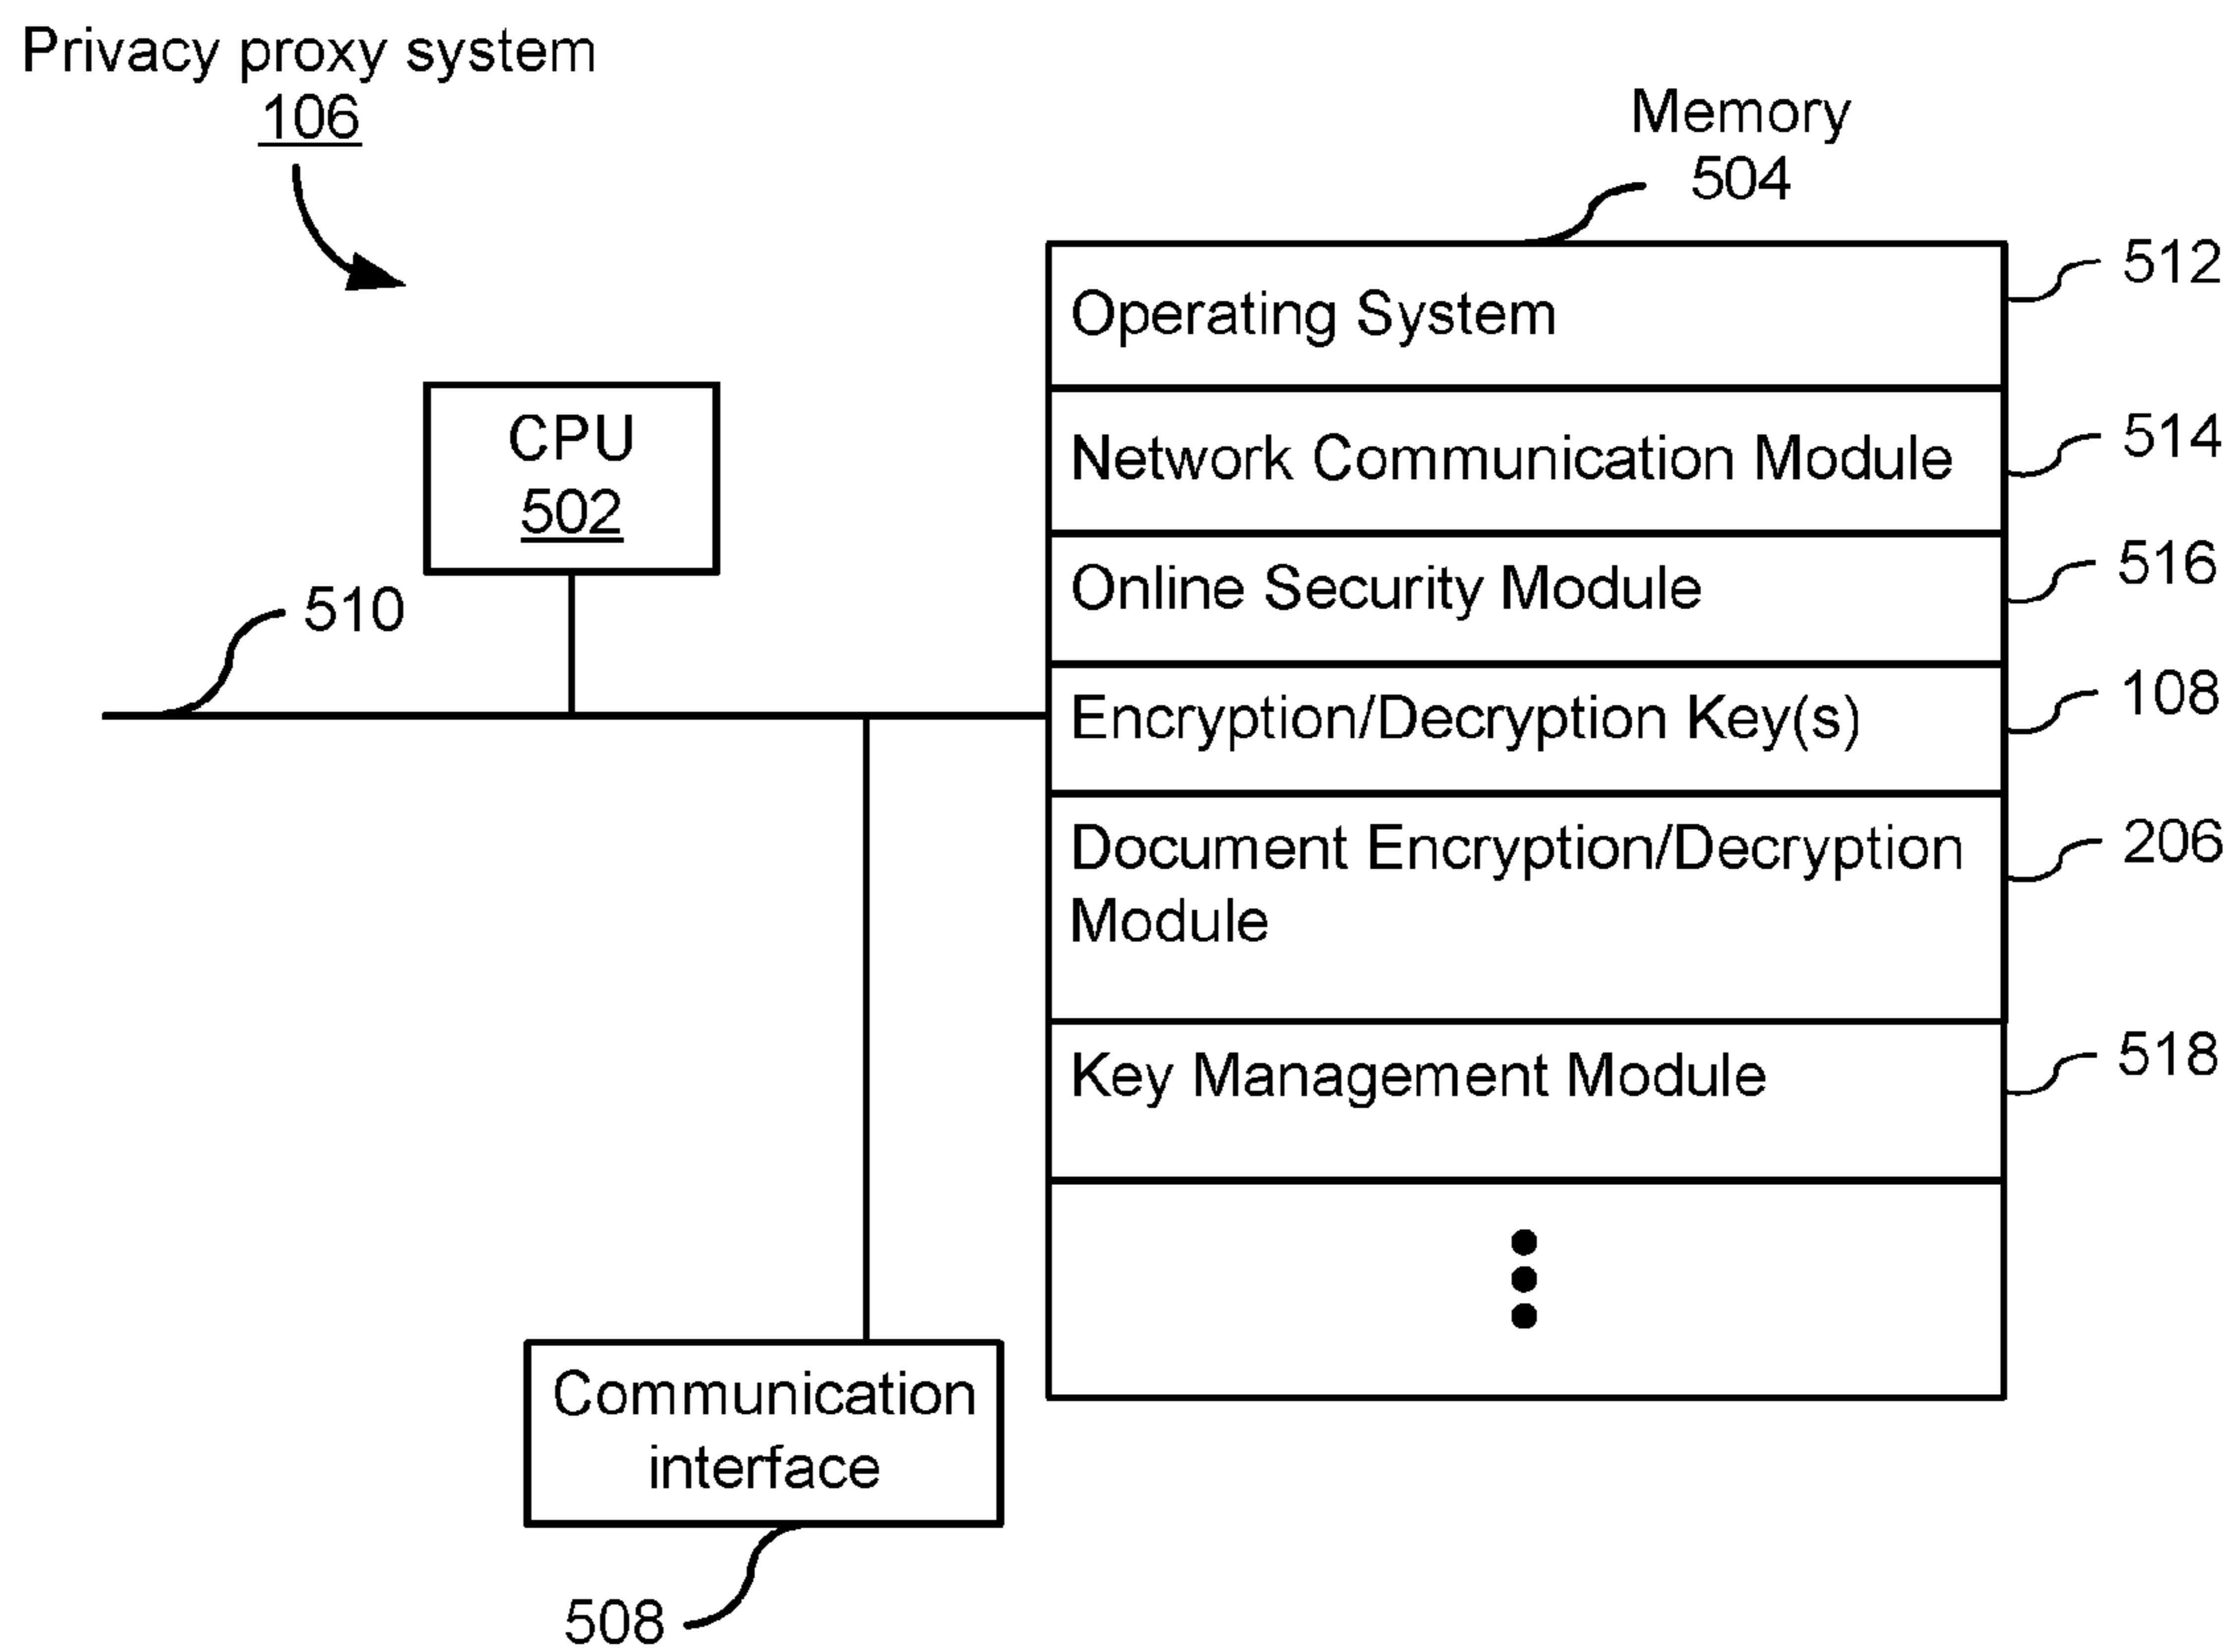 Privacy proxy system
106
Memory
504
Operating System
512
Network Communication Module
514
CPU
502
Online Security Module
516
510
Encryption/Decryption Key(s)
108
Document Encryption/Decryption
Module
206
Key Management Module
518
Communication
interface
508